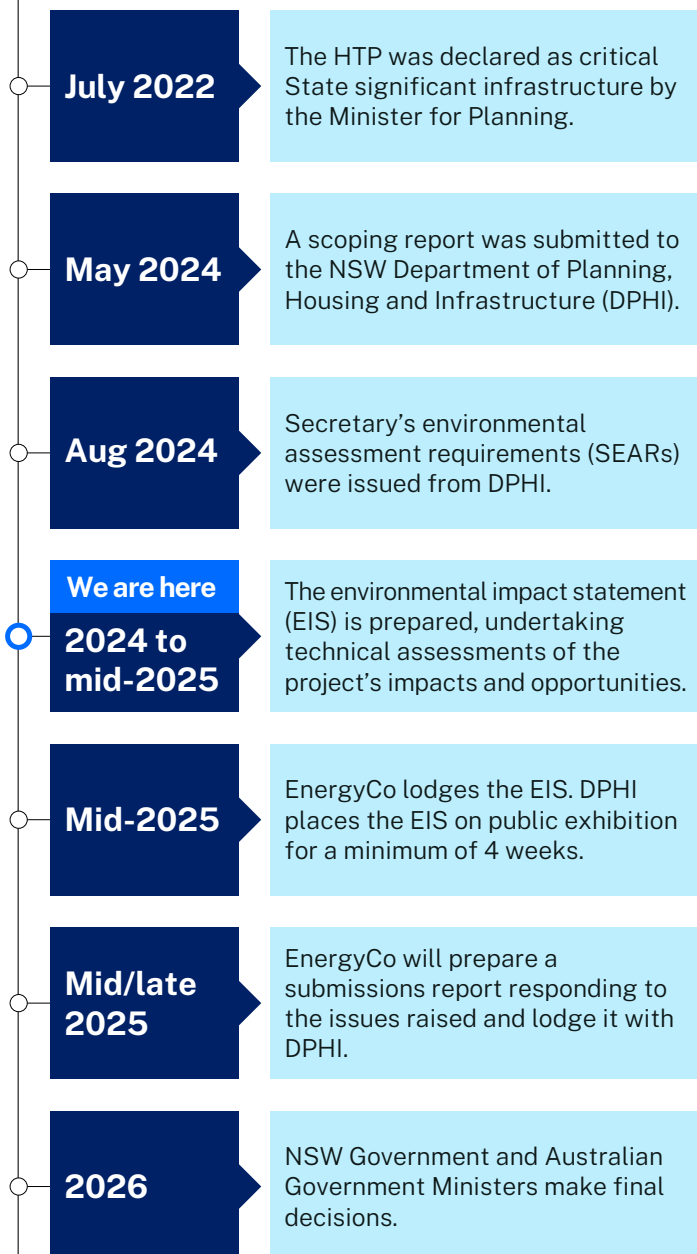 July 2022
The HTP was declared as critical
State significant infrastructure by
the Minister for Planning.
May 2024
A scoping report was submitted to
the NSW Department of Planning,
Housing and Infrastructure (DPHI).
Aug 2024
Secretary’s environmental
assessment requirements (SEARs)
were issued from DPHI.
We are here
2024 to
mid-2025
The environmental impact statement
(EIS) is prepared, undertaking
technical assessments of the
project’s impacts and opportunities.
Mid-2025
EnergyCo lodges the EIS. DPHI
places the EIS on public exhibition
for a minimum of 4 weeks.
Mid/late
2025
EnergyCo will prepare a
submissions report responding to
the issues raised and lodge it with
DPHI.
2026
NSW Government and Australian
Government Ministers make final
decisions.